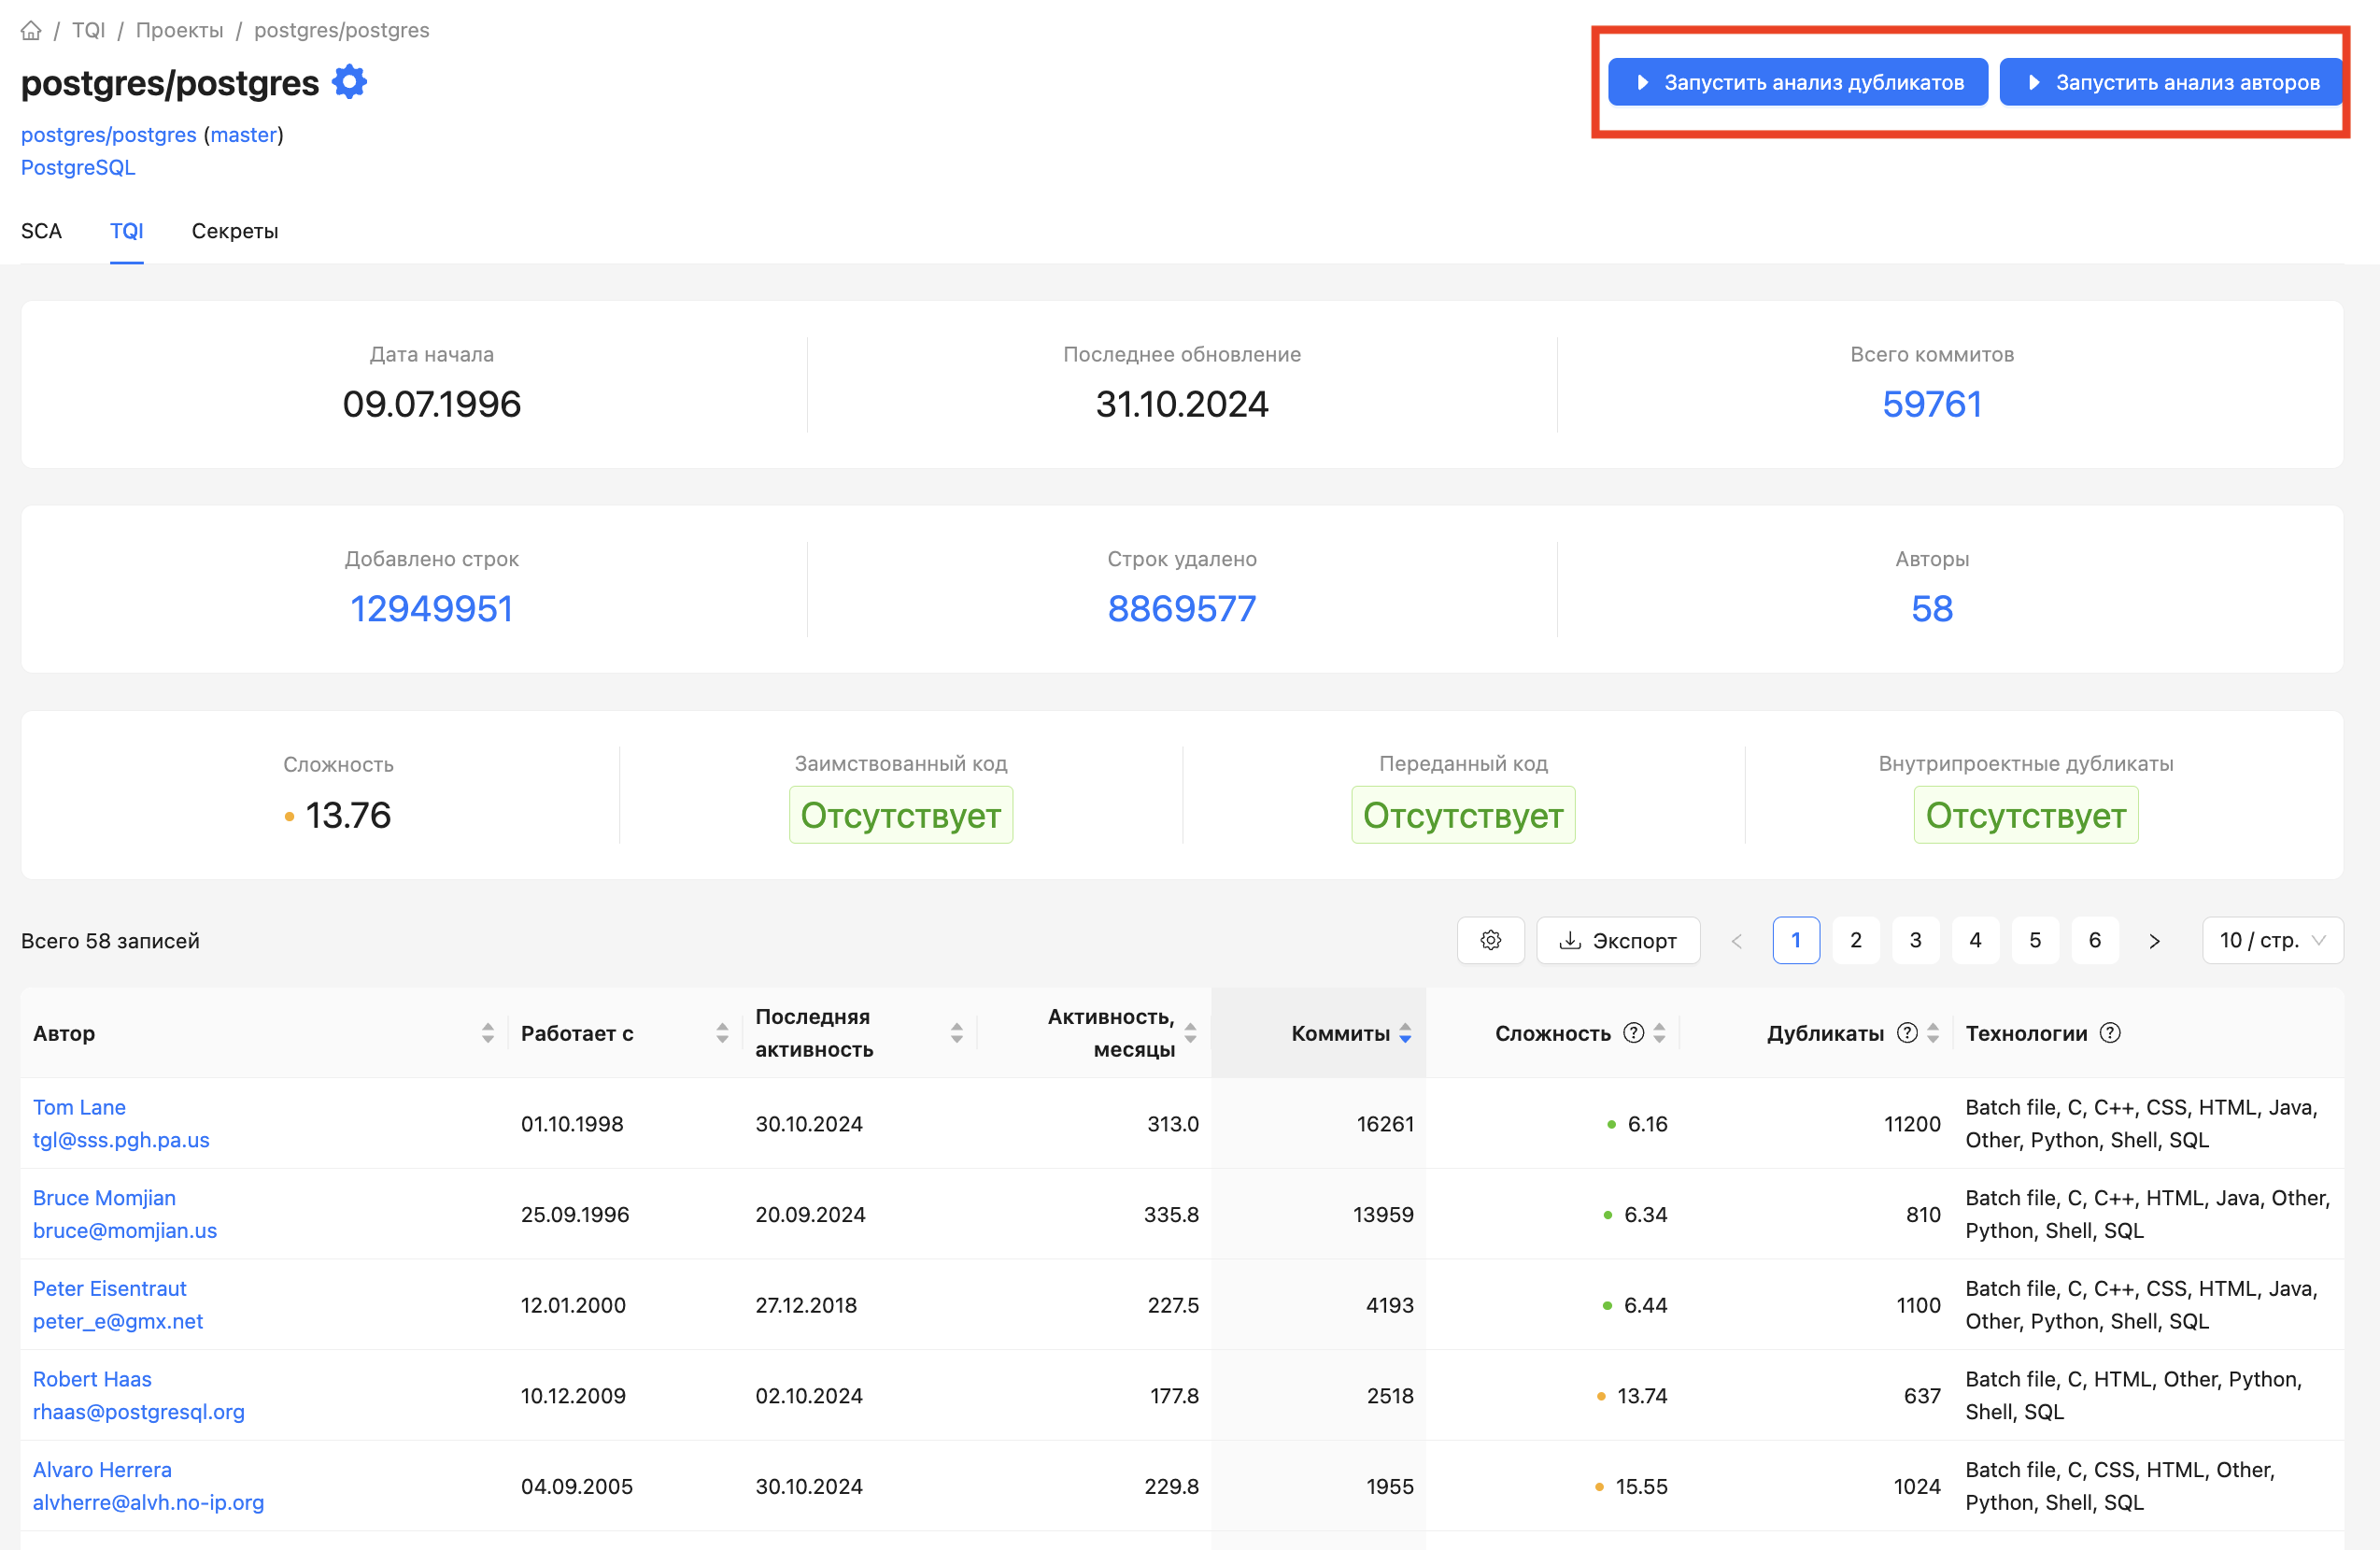 / TQI / Проекты / postgres/postgres
postgres/postgres
Запустить анализ дубликатов
Запустить анализ авторов
postgres/postgres (master)
PostgreSQL
SCA TQI Секреты
Дата начала
09.07.1996
Последнее обновление
31.10.2024
Всего коммитов
59761
Добавлено строк
12949951
Строк удалено
8869577
Авторы
58
Сложность
13.76
Заимствованный код
Отсутствует
Переданный код
Отсутствует
Внутрипроектные дубликаты
Отсутствует
Всего 58 записей
Экспорт
1 2 3 4 5 6
10 / стр.
Автор
Работает с
Последняя
активность
Активность,
месяцы
Коммиты
Сложность
Дубликаты
Технологии
Tom Lane
tgl@sss.pgh.pa.us
01.10.1998
30.10.2024
313.0
16261
6.16
11200
Batch file, C, C++, CSS, HTML, Java,
Other, Python, Shell, SQL
Bruce Momjian
bruce@momjian.us
25.09.1996
20.09.2024
335.8
13959
6.34
810
Batch file, C, C++, HTML, Java, Other,
Python, Shell, SQL
Peter Eisentraut
peter_e@gmx.net
12.01.2000
27.12.2018
227.5
4193
6.44
1100
Batch file, C, C++, CSS, HTML, Java,
Other, Python, Shell, SQL
Robert Haas
rhaas@postgresql.org
10.12.2009
02.10.2024
177.8
2518
13.74
637
Batch file, C, HTML, Other, Python,
Shell, SQL
Alvaro Herrera
alvherre@alvh.no-ip.org
04.09.2005
30.10.2024
229.8
1955
15.55
1024
Batch file, C, CSS, HTML, Other,
Python, Shell, SQL